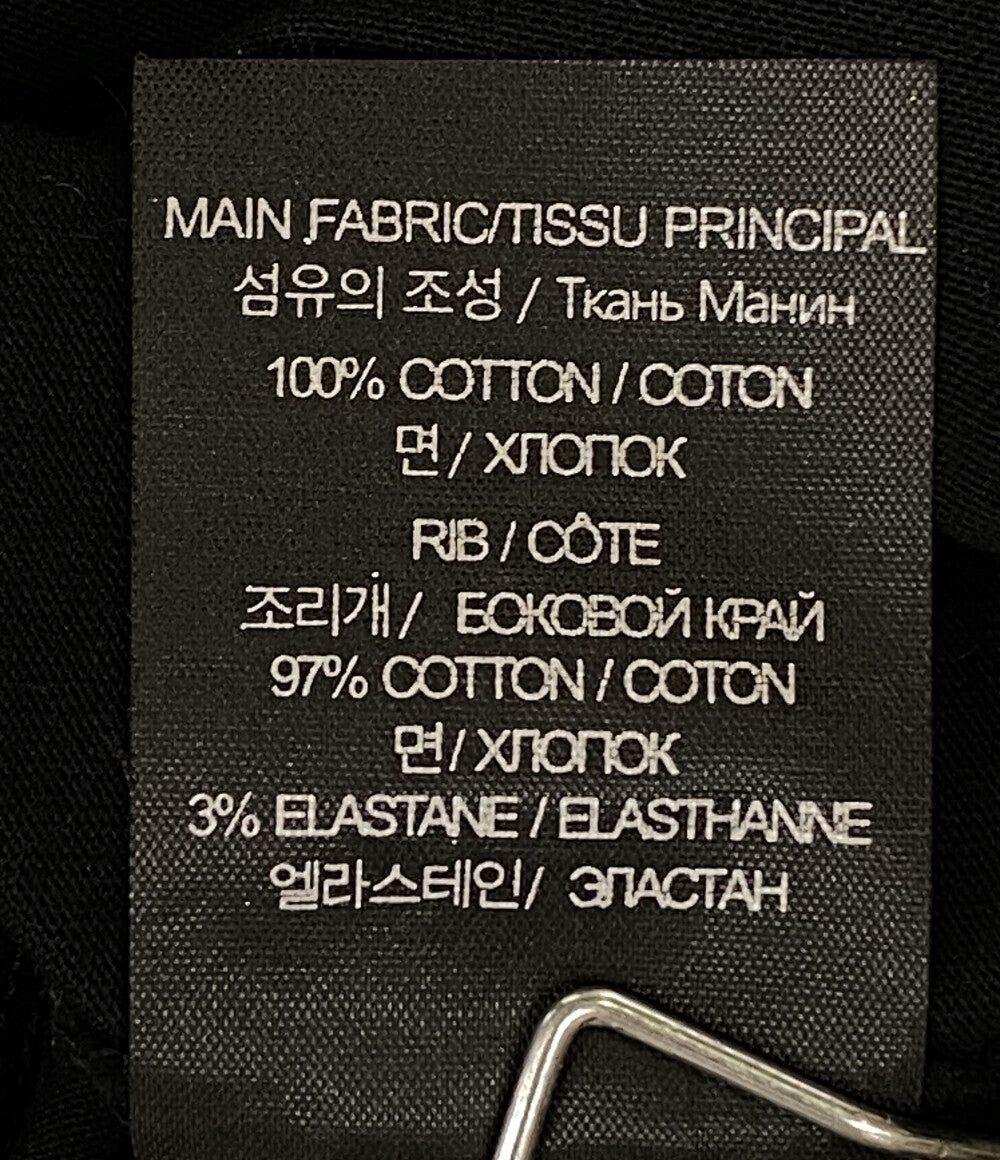 MAIN FABRIC/TISSU PRINCIPAL
섬유의 조성 / Ткань Манин
100% COTTON / COTON
면 / ХЛОПОК
RIB / CÔTE
조리개 / БОКОВОЙ КРАЙ
97% COTTON / COTON
면 / ХЛОПОК
3% ELASTANE / ELASTHANNE
엘라스테인 / ЭЛАСТАН